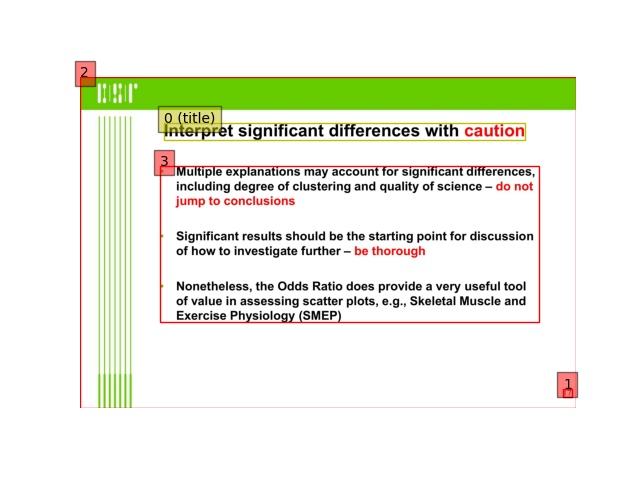 2
0 (title)
Interpret significant differences with caution
3
Multiple explanations may account for significant differences,
including degree of clustering and quality of science – do not
jump to conclusions
Significant results should be the starting point for discussion
of how to investigate further – be thorough
Nonetheless, the Odds Ratio does provide a very useful tool
of value in assessing scatter plots, e.g., Skeletal Muscle and
Exercise Physiology (SMEP)
1